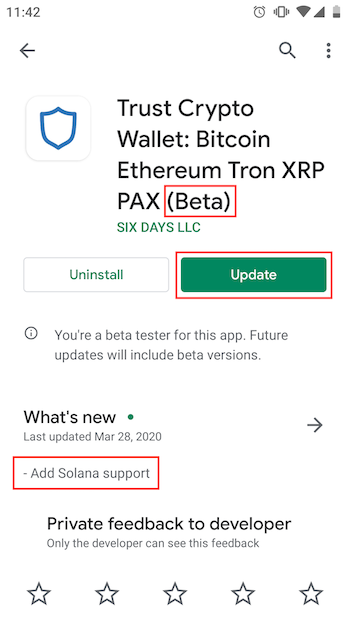 11:42
Trust Crypto
Wallet: Bitcoin
Ethereum Tron XRP
PAX (Beta)
SIX DAYS LLC
Uninstall
Update
You're a beta tester for this app. Future
updates will include beta versions.
What's new
Last updated Mar 28, 2020
- Add Solana support
Private feedback to developer
Only the developer can see this feedback